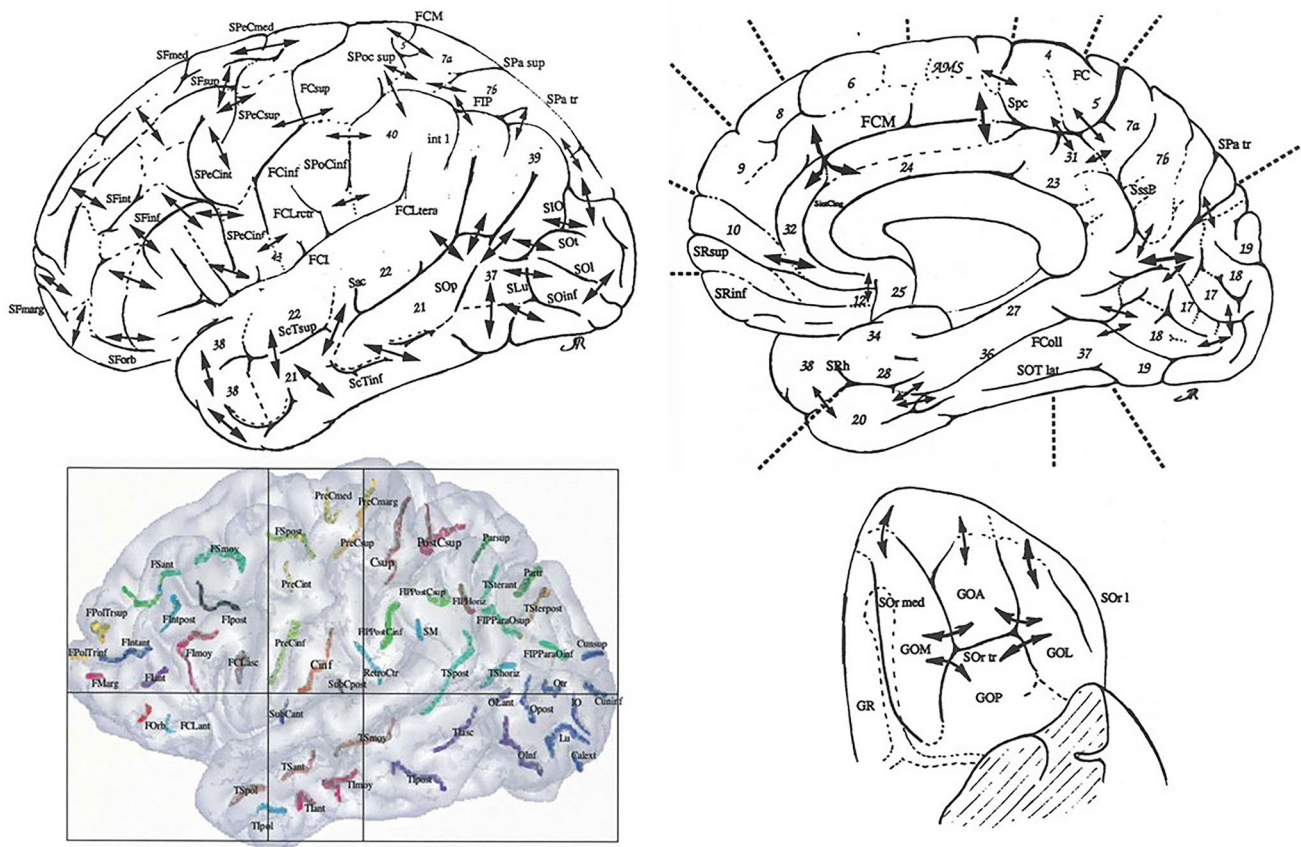 FCM
SPeCmed
SFmed
5
7a
SPoc sup
SPa sup
SFsup
FCsup
7b
FIP
SPa tr
SPeCsup
40
int 1
39
SPeCint
FCinf
SPoCinf
SFint
SFinf
FCLrctr
FCLtera
SIO
SPeCinf
SOt
FCl
22
37
SOl
Sac
SOp
SLu
SOinf
SFmarg
22
21
ScTsup
38
SForb
21
ScTinf
38
AMS
4
FC
6
Spc
5
8
FCM
7a
31
7b
SPa tr
9
24
23
SssP
10
32
19
SRsup
18
17
17
SRinf
12
25
27
18
34
FColl
36
37
38
SRh
28
SOT lat
19
20
PreCmed
PreCmarg
FSpost
PreCsup
PostCsup
Parsup
FSmoy
Csup
FSant
PreCint
Partr
TSterant
FIPPostCsup
FIPHoriz
TSterpost
FPolTrsup
FIntpost
FIpost
FIPParaOsup
FIPPostCinf
SM
FIntant
FImoy
PreCinf
Cunsup
FPolTrinf
FIPParaOinf
FCLasc
Cinf
RetroCtr
TSpost
TShoriz
FMarg
FIant
SubCpost
Otr
OLant
Cuninf
Opost
IO
FOrb
FCLant
SubCant
TSmoy
TIasc
Lu
OInf
Calext
TSant
TImoy
TIpost
TSpol
TIant
TIpol
SOr med
GOA
SOr l
GOM
SOr tr
GOL
GR
GOP